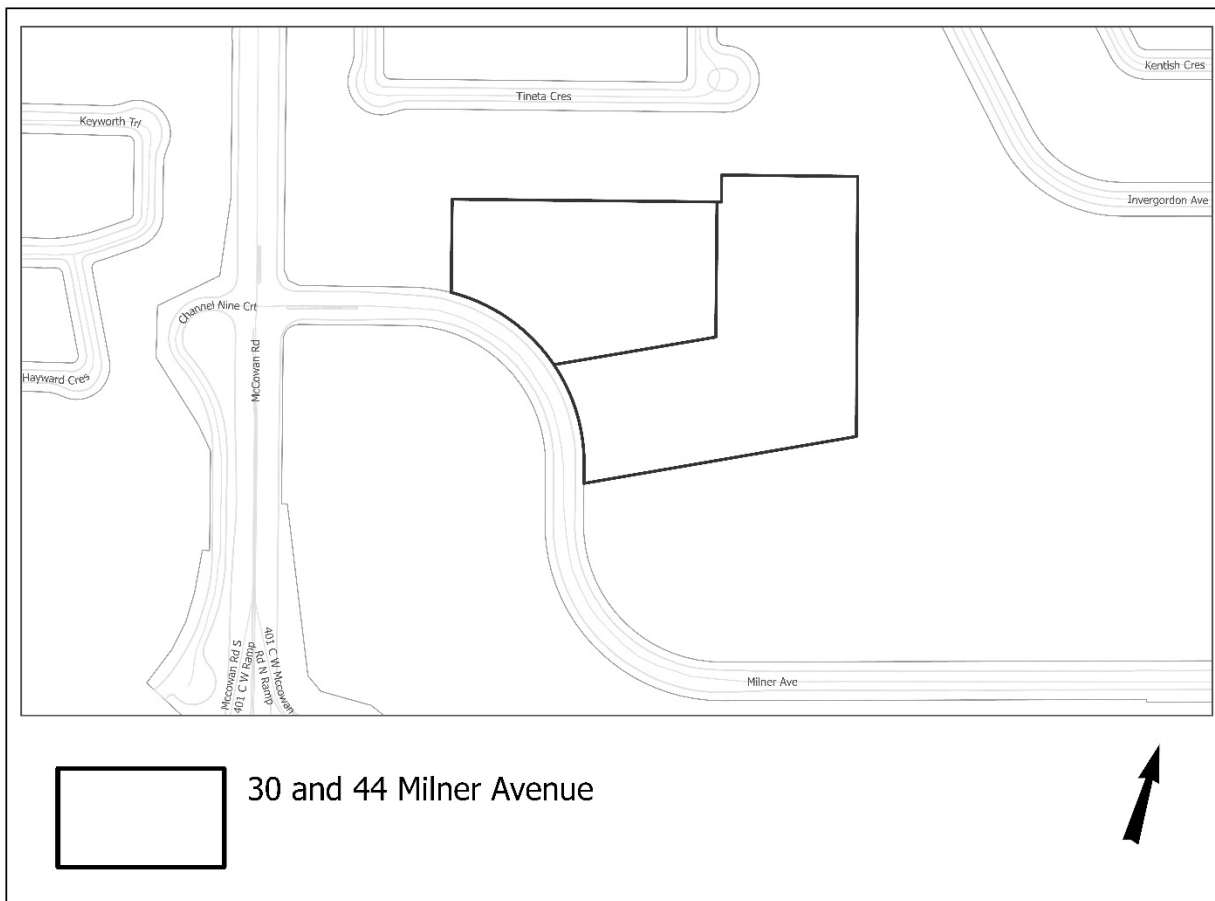 Kentish Cres
Tineta Cres
Keyworth Trl
Invergordon Ave
Channel Nine Crt
McCowan Rd
Hayward Cres
Mccowan Rd S
401 C W Ramp
Rd N Ramp
401 C W Mccowan
Milner Ave
30 and 44 Milner Avenue